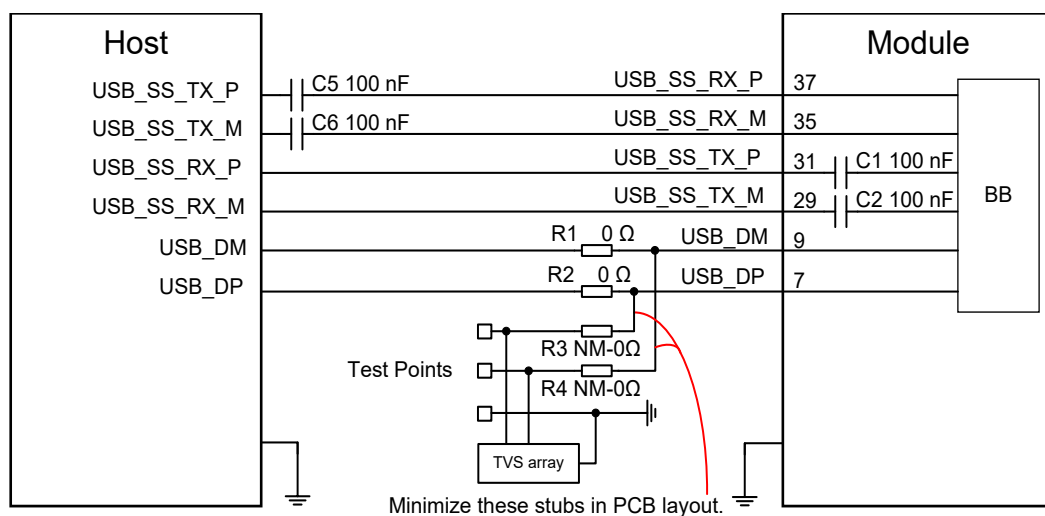 Host
Module
USB_SS_TX_P
C5 100 nF
USB_SS_RX_P
37
USB_SS_TX_M
C6 100 nF
USB_SS_RX_M
35
USB_SS_RX_P
USB_SS_TX_P
31
C1 100 nF
USB_SS_RX_M
USB_SS_TX_M
29
C2 100 nF
BB
USB_DM
R1 0 Ω
USB_DM
9
USB_DP
R2 0 Ω
USB_DP
7
R3 NM-0Ω
Test Points
R4 NM-0Ω
TVS array
Minimize these stubs in PCB layout.